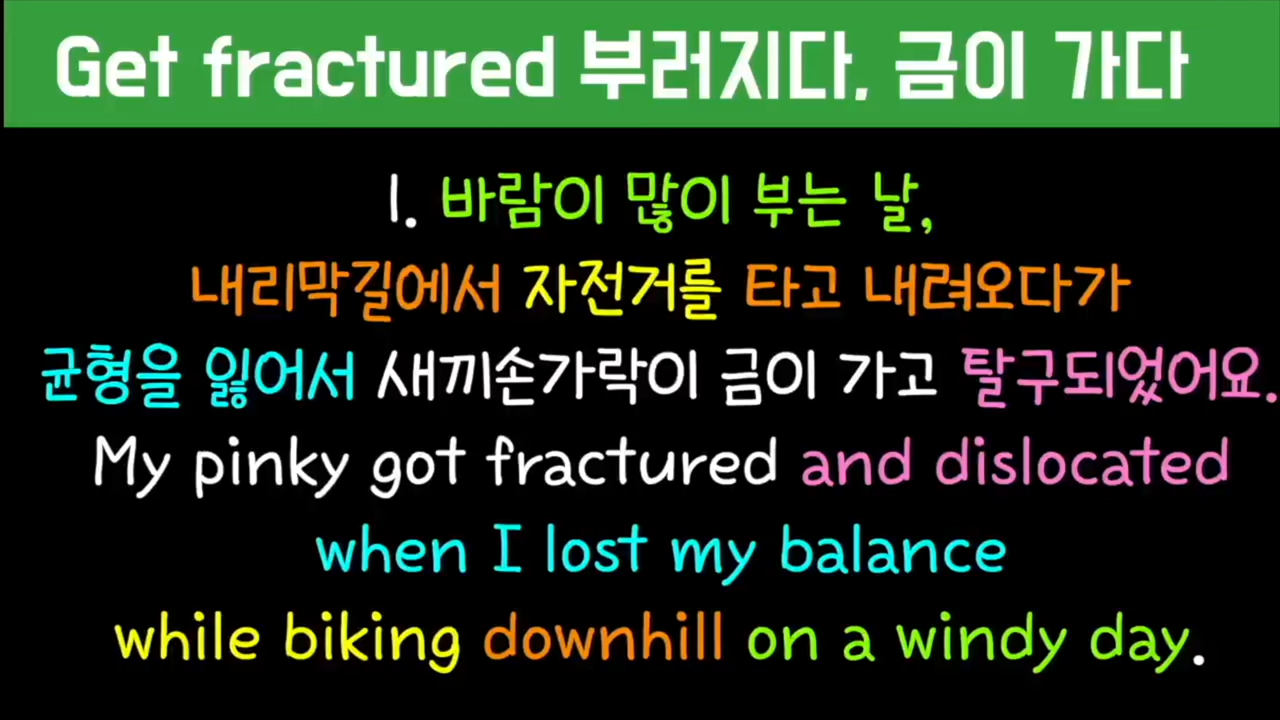 Get fractured 부러지다, 금이 가다
1. 바람이 많이 부는 날,
내리막길에서 자전거를 타고 내려오다가
균형을 잃어서 새끼손가락이 금이 가고 탈구되었어요.
My pinky got fractured and dislocated
when I lost my balance
while biking downhill on a windy day.